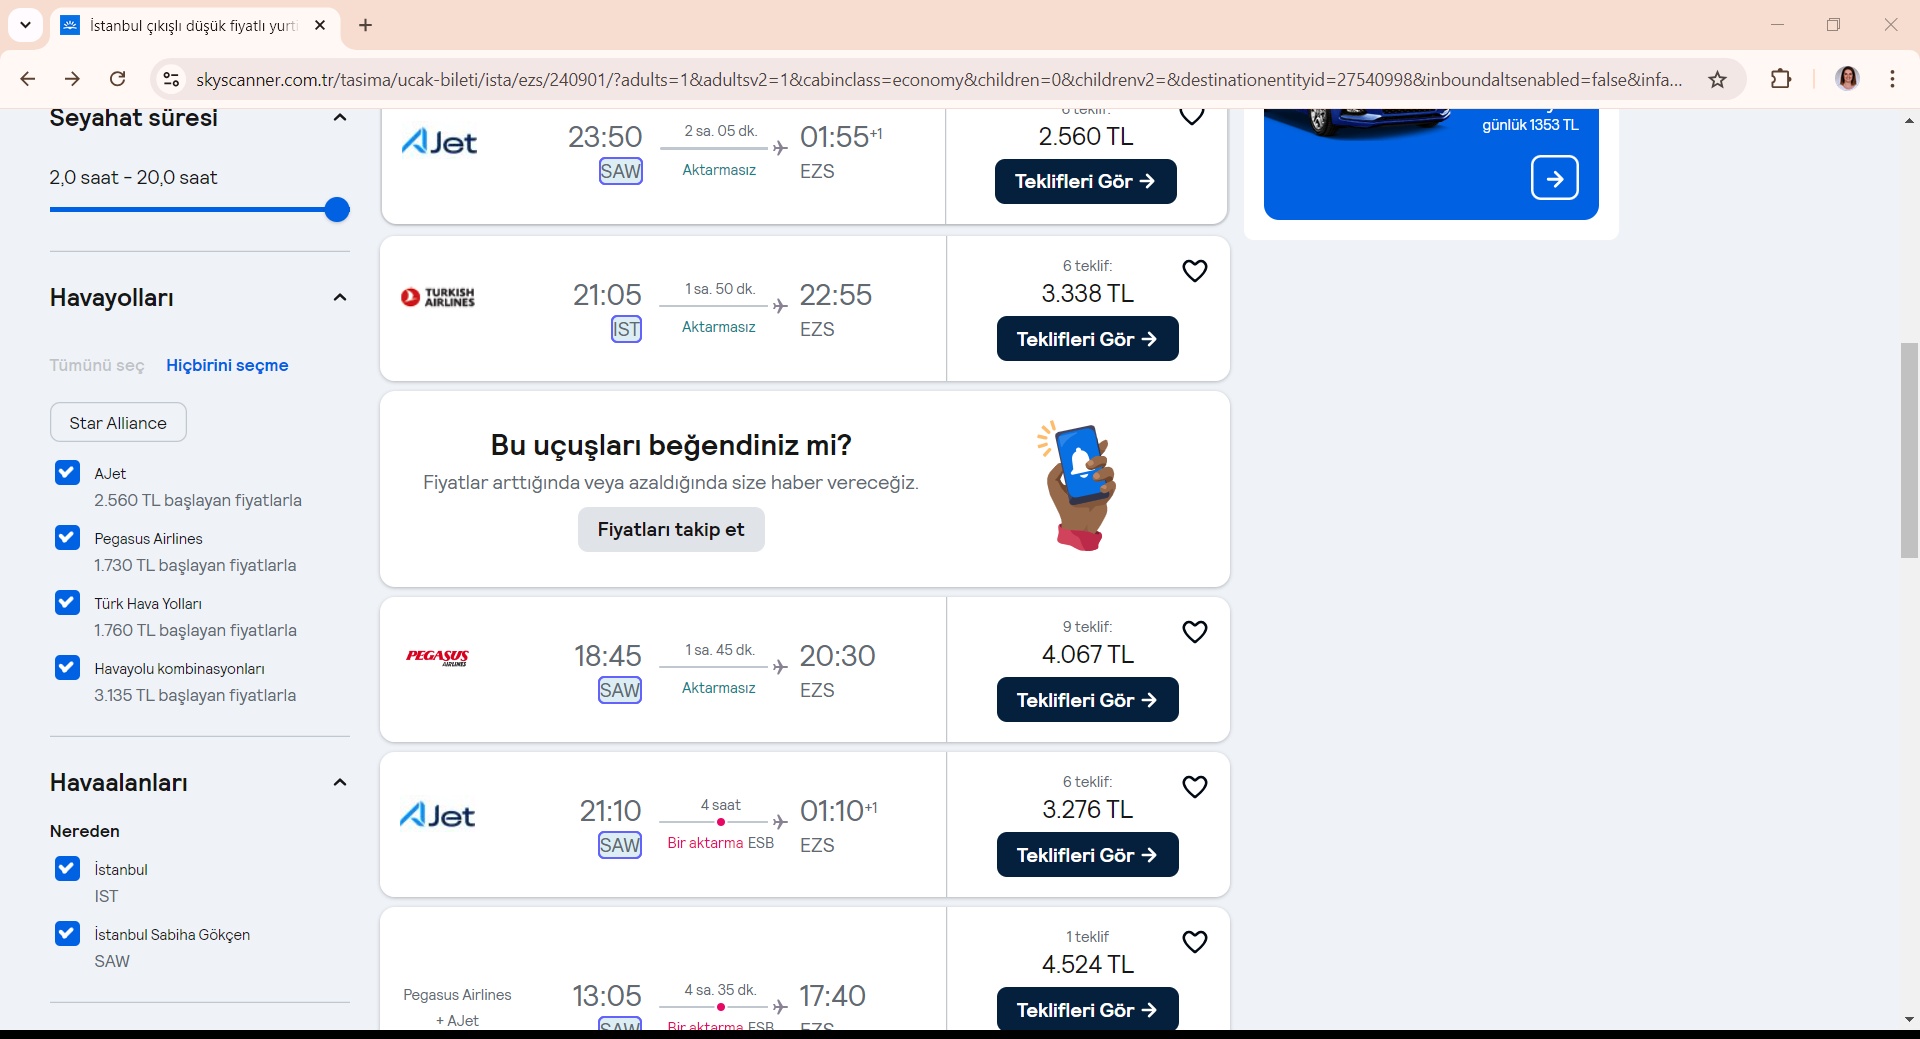 İstanbul çıkışlı düşük fiyatlı yurti
skyscanner.com.tr/tasima/ucak-bileti/ista/ezs/240901/?adults=1&adultsv2=1&cabinclass=economy&children=0&childrenv2=&destinationentityid=27540998&inboundaltsenabled=false&infa...
Seyahat süresi
2,0 saat - 20,0 saat
Havayolları
Tümünü seç Hiçbirini seçme
Star Alliance
AJet
2.560 TL başlayan fiyatlarla
Pegasus Airlines
1.730 TL başlayan fiyatlarla
Türk Hava Yolları
1.760 TL başlayan fiyatlarla
Havayolu kombinasyonları
3.135 TL başlayan fiyatlarla
Havaalanları
Nereden
İstanbul
IST
İstanbul Sabiha Gökçen
SAW
AJet
23:50
SAW
2 sa. 05 dk.
Aktarmasız
01:55+1
EZS
6 teklif:
2.560 TL
Teklifleri Gör
TURKISH
AIRLINES
21:05
IST
1 sa. 50 dk.
Aktarmasız
22:55
EZS
6 teklif:
3.338 TL
Teklifleri Gör
Bu uçuşları beğendiniz mi?
Fiyatlar arttığında veya azaldığında size haber vereceğiz.
Fiyatları takip et
PEGASUS
AIRLINES
18:45
SAW
1 sa. 45 dk.
Aktarmasız
20:30
EZS
9 teklif:
4.067 TL
Teklifleri Gör
AJet
21:10
SAW
4 saat
Bir aktarma ESB
01:10+1
EZS
6 teklif:
3.276 TL
Teklifleri Gör
Pegasus Airlines
+ AJet
13:05
SAW
4 sa. 35 dk.
Bir aktarma ESB
17:40
EZS
1 teklif
4.524 TL
Teklifleri Gör
günlük 1353 TL